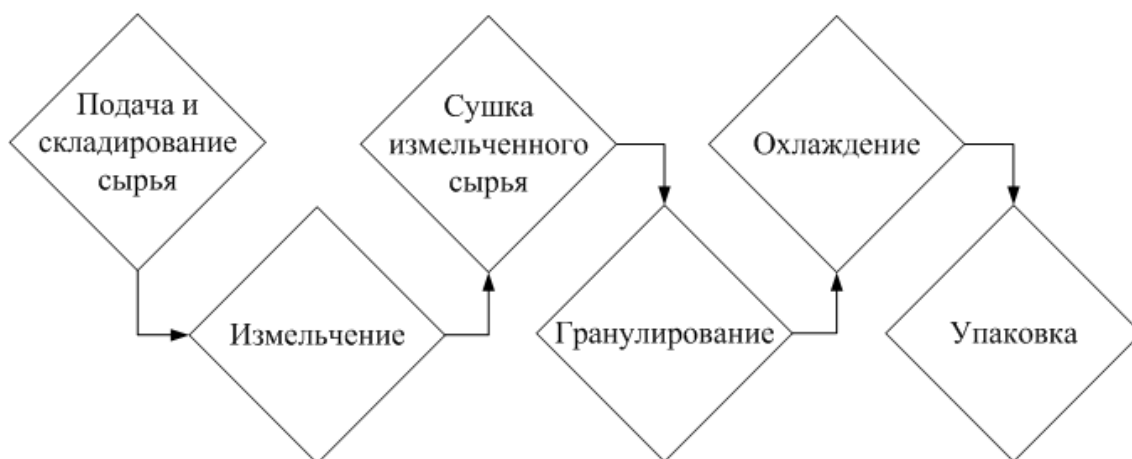 Подача и
складирование
сырья
Измельчение
Сушка
измельченного
сырья
Гранулирование
Охлаждение
Упаковка